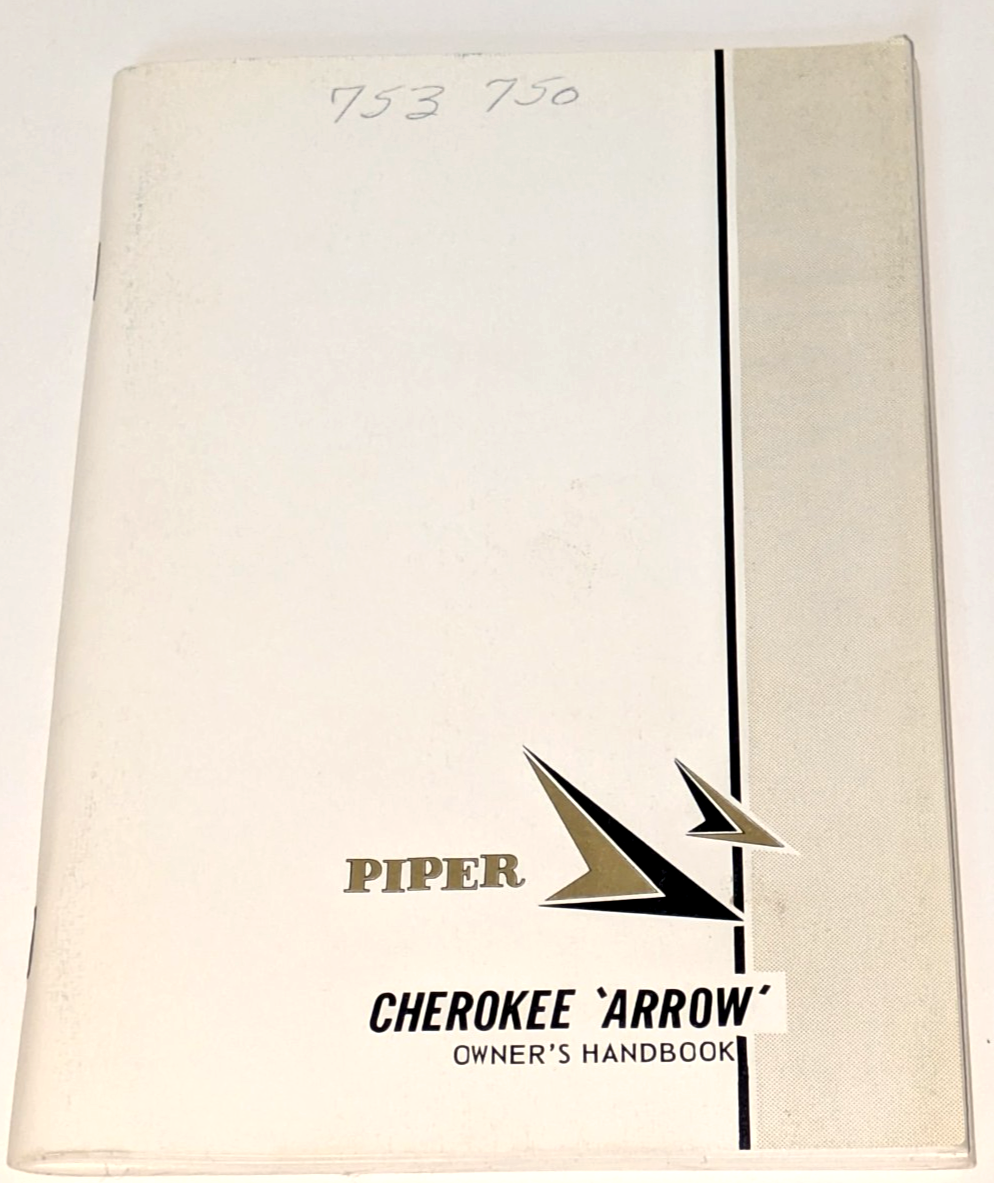 753 750
PIPER
CHEROKEE ‵ARROW′
OWNER'S HANDBOOK